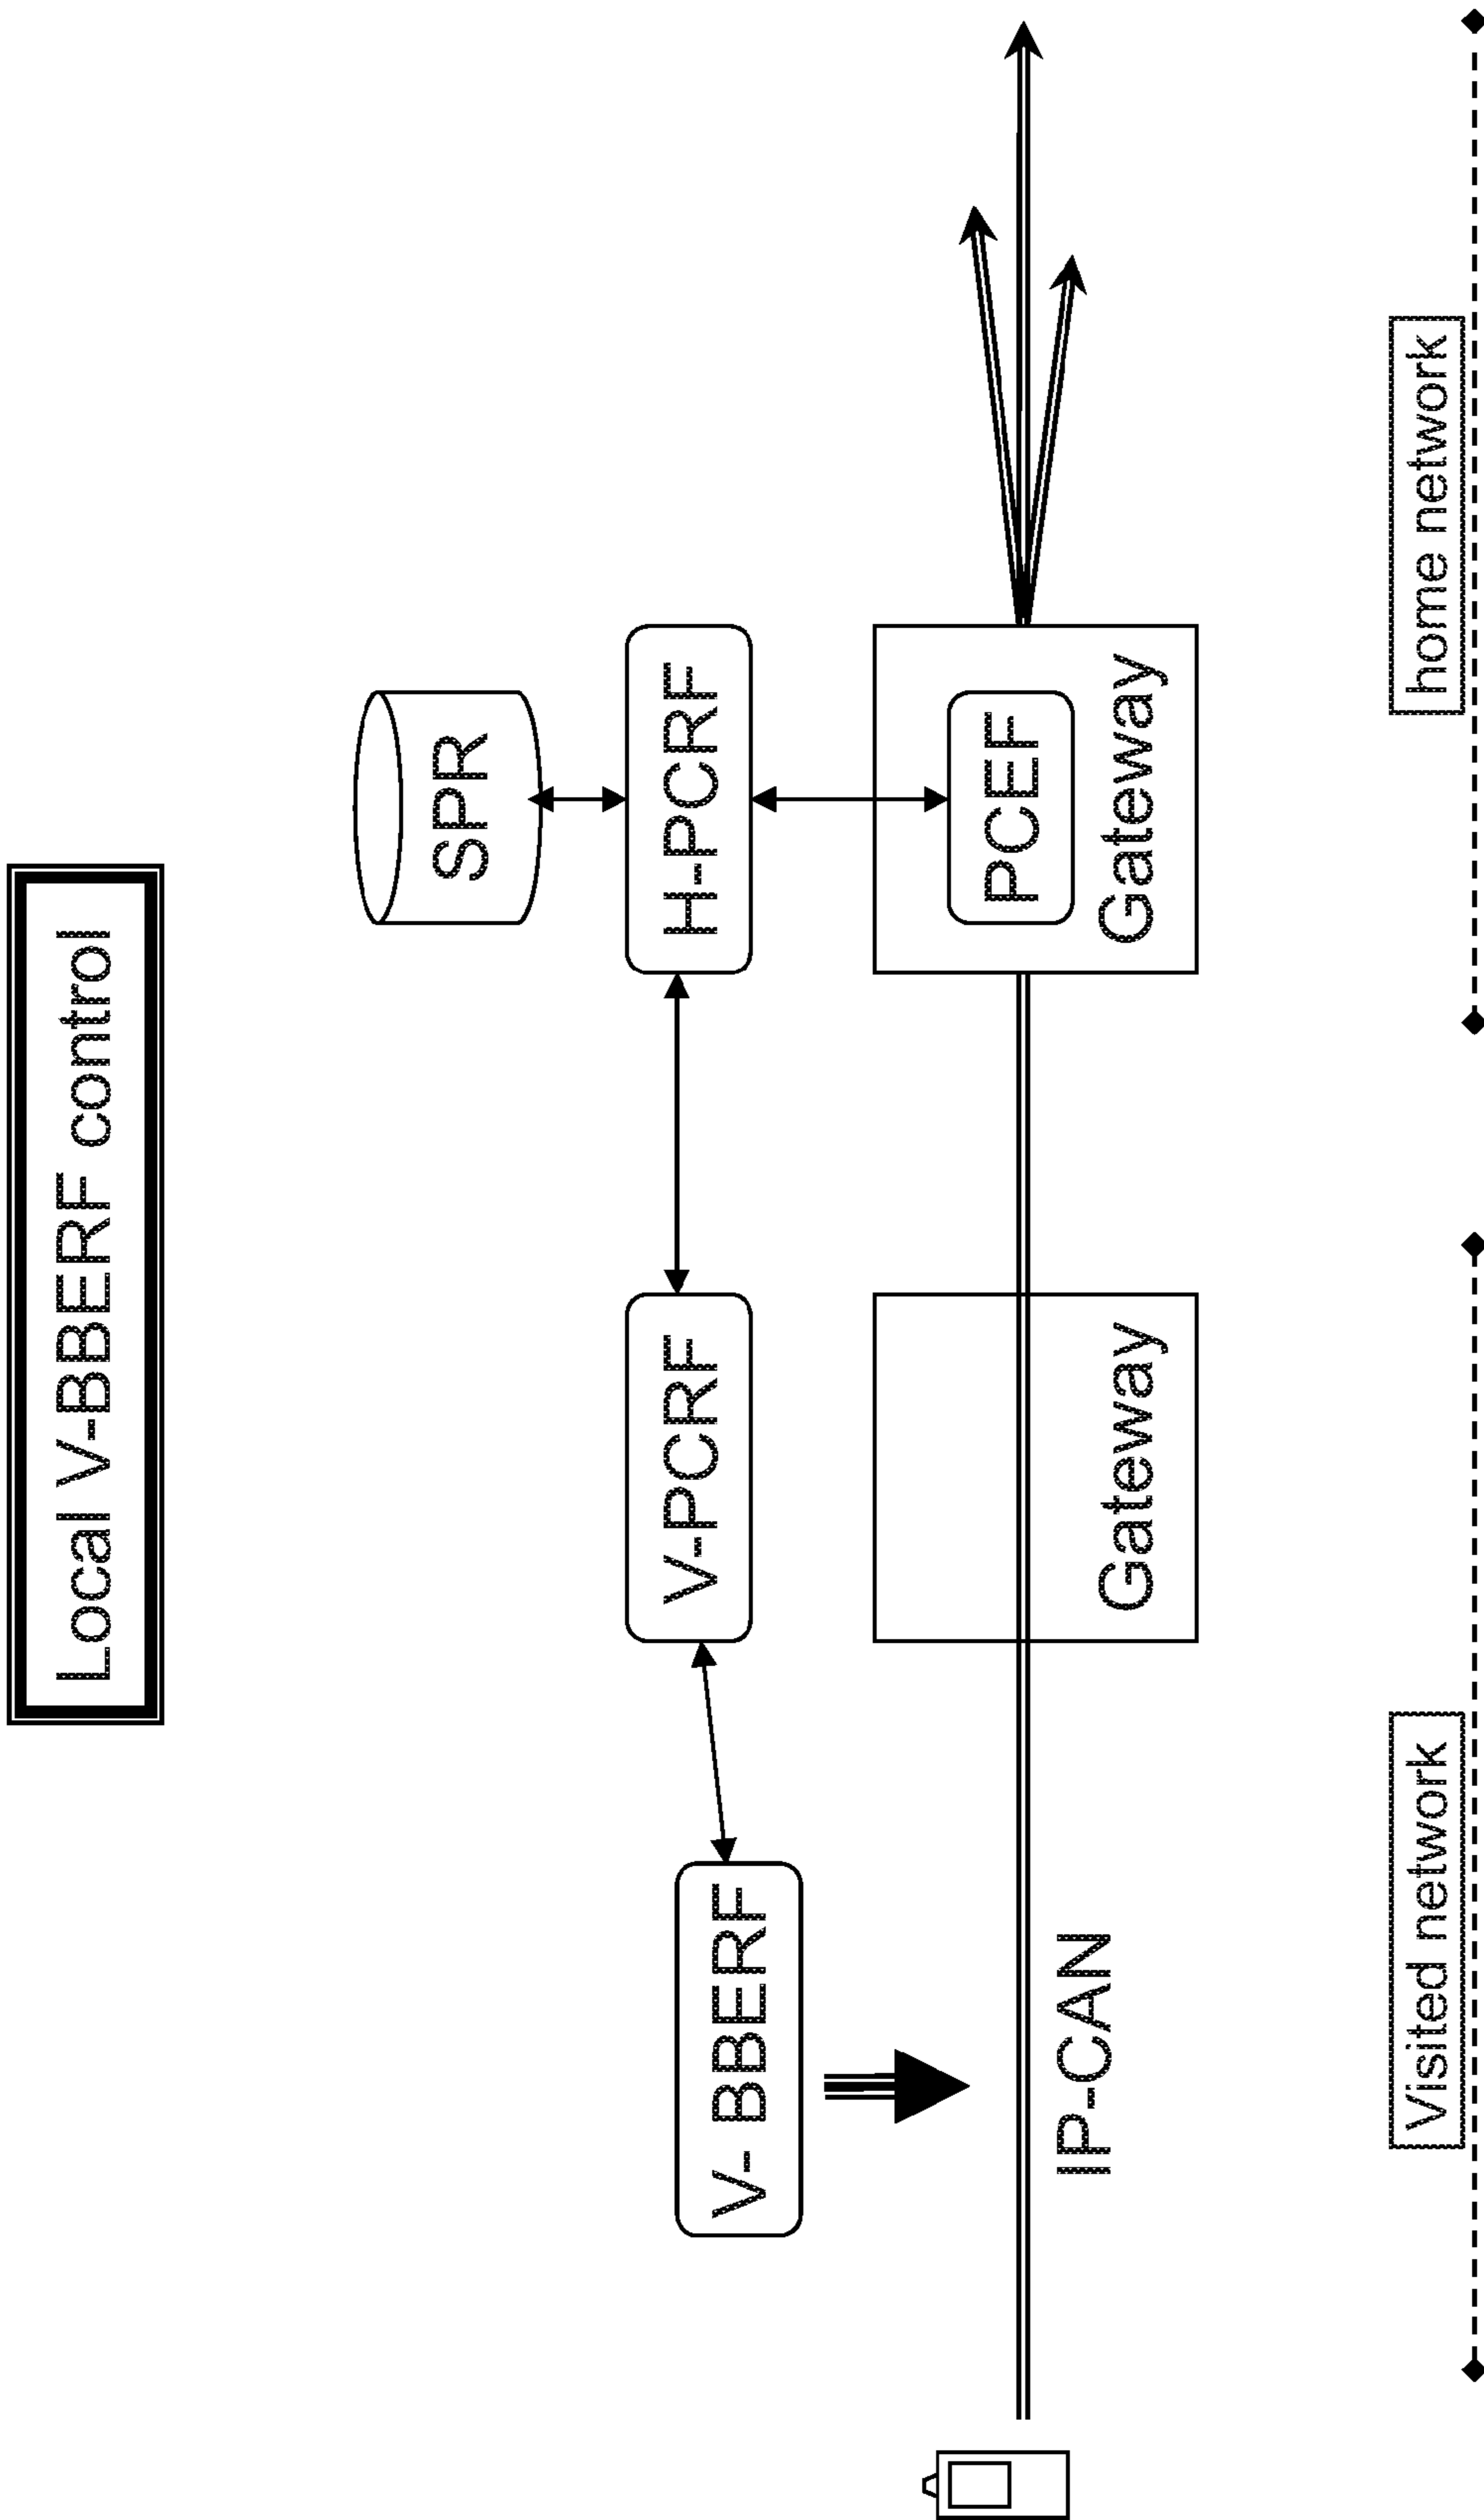 Local V-BBERF control
SPR
V-PCRF
H-PCRF
V- BBERF
PCEF
Gateway
Gateway
IP-CAN
Visited network
home network